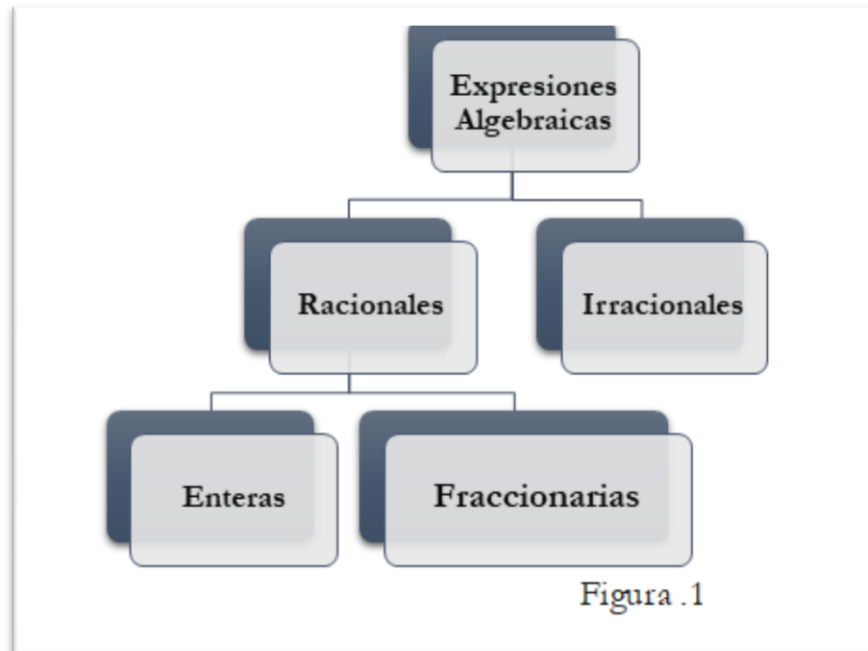 Expresiones
Algebraicas
Racionales
Irracionales
Enteras
Fraccionarias
Figura .1